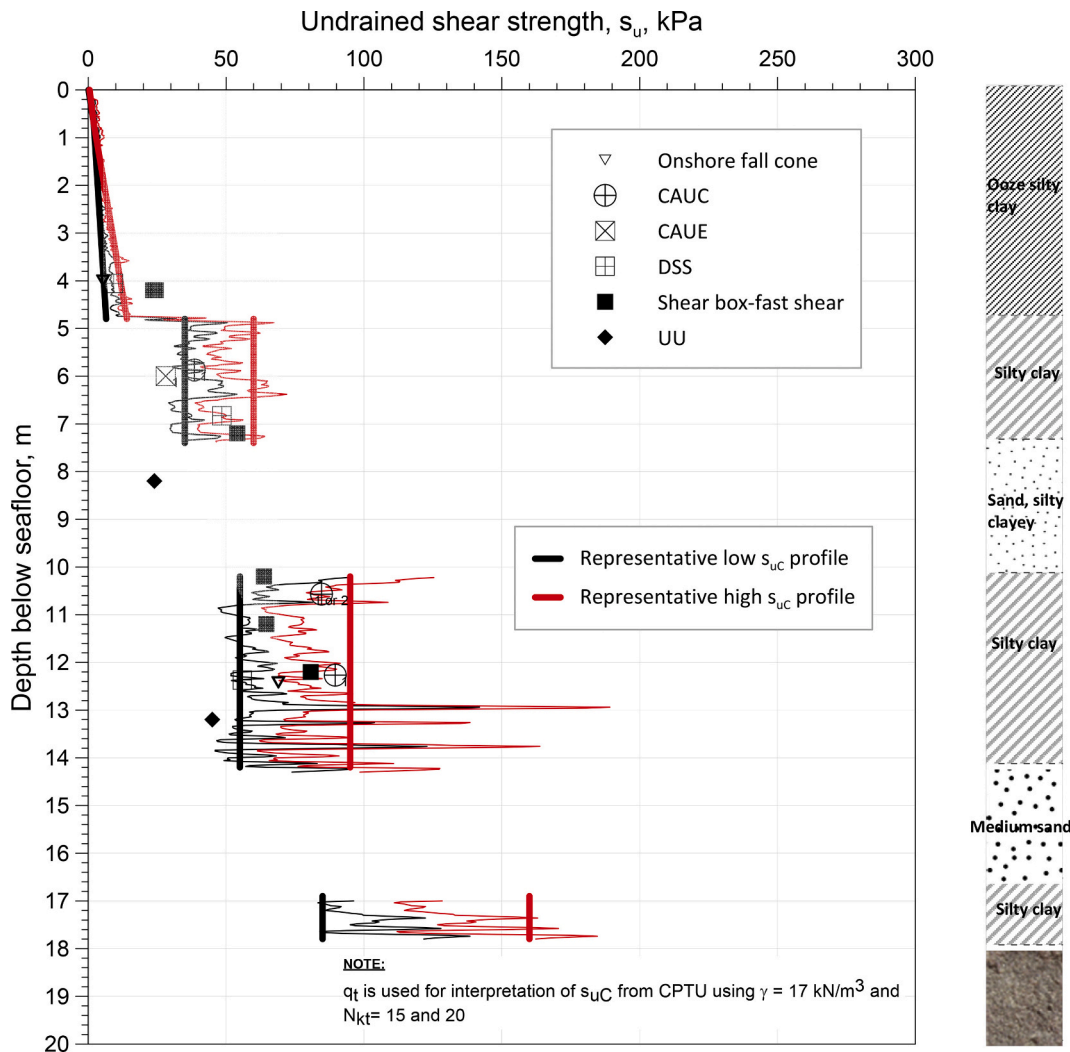 Undrained shear strength, su, kPa
0 50 100 150 200 250 300
Depth below seafloor, m
0
1
2
3
4
5
6
7
8
9
10
11
12
13
14
15
16
17
18
19
20
Onshore fall cone
CAUC
CAUE
DSS
Shear box-fast shear
UU
Representative low suC profile
Representative high suC profile
or 2
1
NOTE:
qt is used for interpretation of suC from CPTU using γ = 17 kN/m³ and
Nkt= 15 and 20
Ooze silty
clay
Silty clay
Sand, silty
clayey
Silty clay
Medium sand
Silty clay